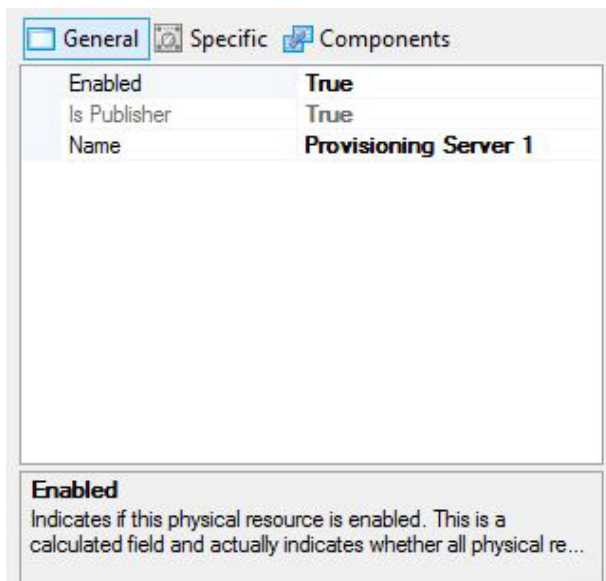 General Specific Components
Enabled True
Is Publisher True
Name Provisioning Server 1
Enabled
Indicates if this physical resource is enabled. This is a
calculated field and actually indicates whether all physical re...